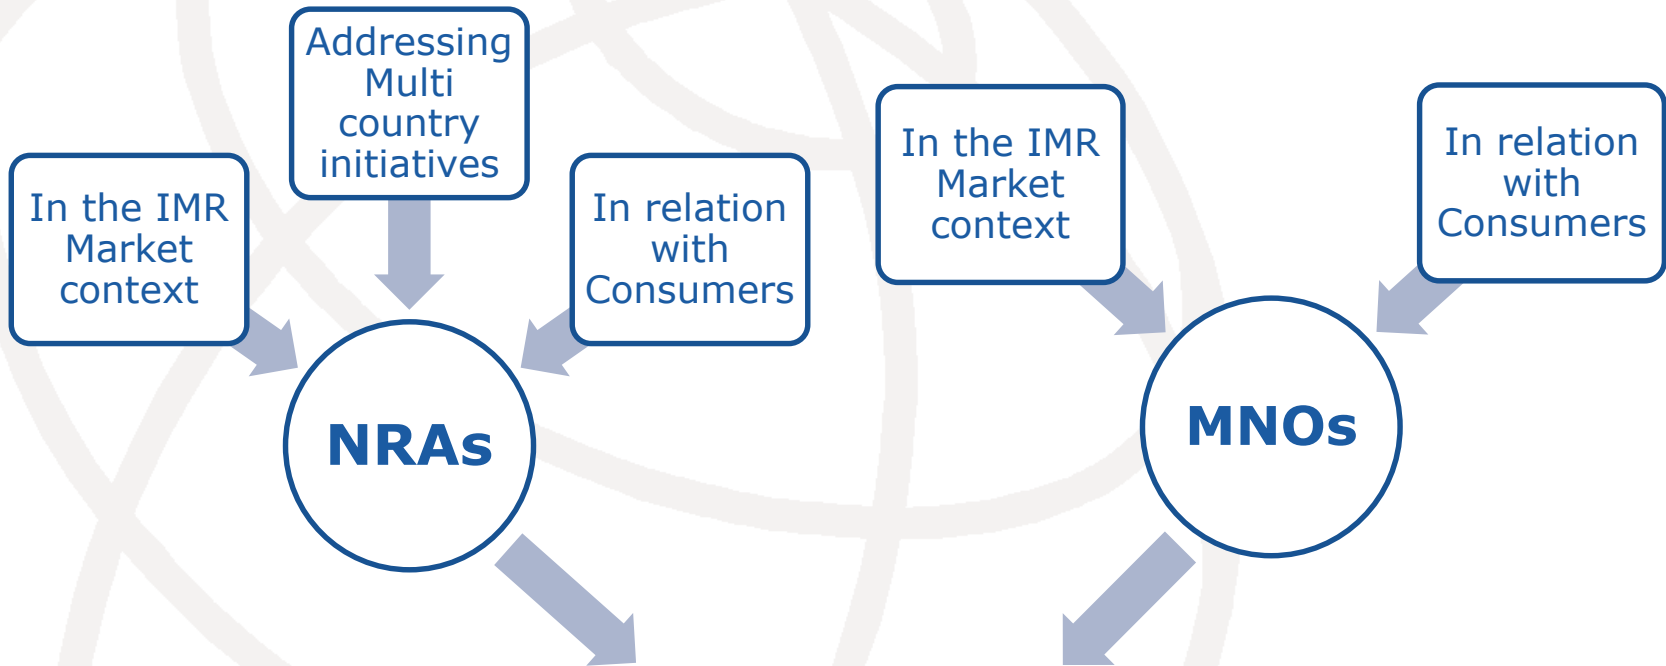 Addressing
Multi
country
initiatives
In the IMR
Market
context
In relation
with
Consumers
NRAs
In the IMR
Market
context
In relation
with
Consumers
MNOs